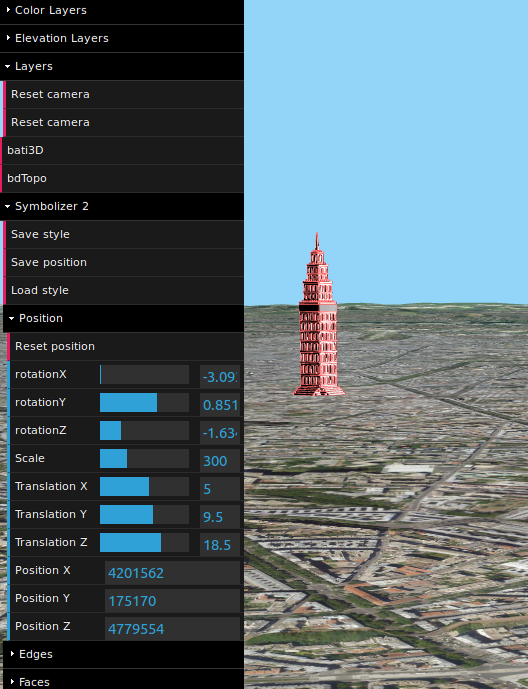 Color Layers
Elevation Layers
Layers
Reset camera
Reset camera
bati3D
bdTopo
Symbolizer 2
Save style
Save position
Load style
Position
Reset position
rotationX -3.09
rotationY 0.851
rotationZ -1.63
Scale 300
Translation X 5
Translation Y 9.5
Translation Z 18.5
Position X 4201562
Position Y 175170
Position Z 4779554
Edges
Faces